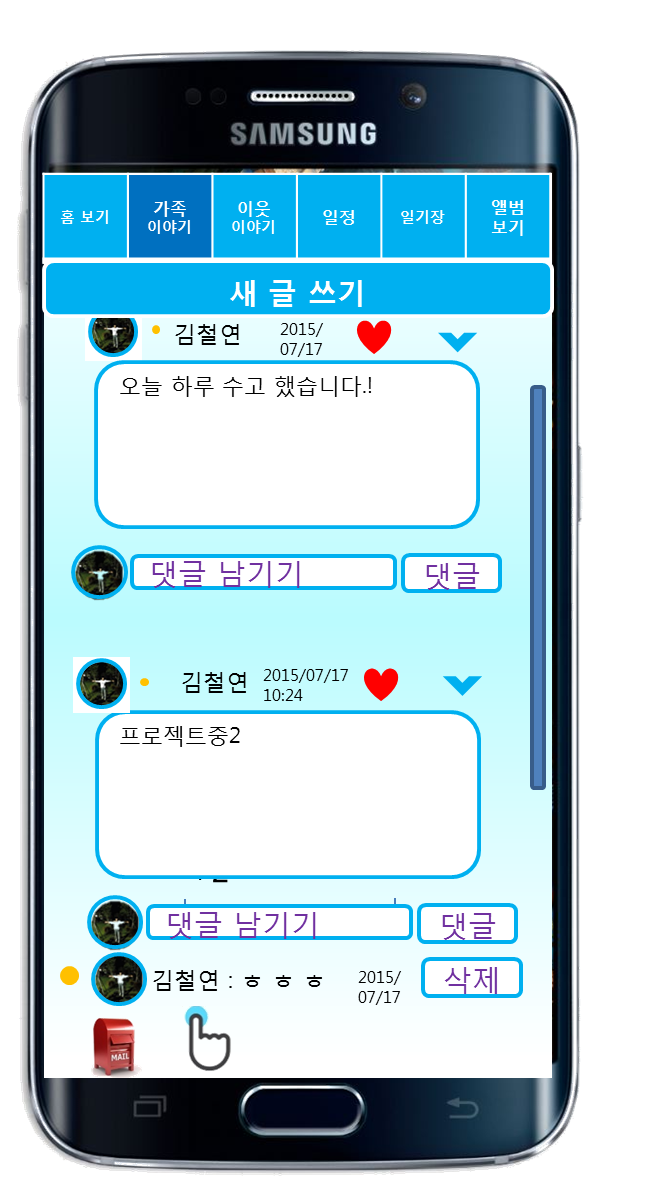 SAMSUNG
홈 보기
가족
이야기
이웃
이야기
일정
일기장
앨범
보기
새 글 쓰기
김철연
2015/
07/17
오늘 하루 수고 했습니다.!
댓글 남기기
댓글
김철연
2015/07/17
10:24
프로젝트중2
댓글 남기기
댓글
김철연 : ㅎ ㅎ ㅎ
2015/
07/17
삭제
MAIL